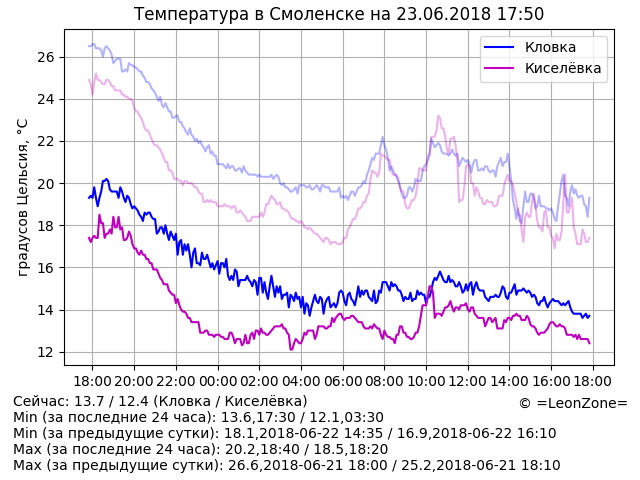 Температура в Смоленске на 23.06.2018 17:50
Кловка
Киселёвка
градусов Цельсия, °C
26
24
22
20
18
16
14
12
18:00 20:00 22:00 00:00 02:00 04:00 06:00 08:00 10:00 12:00 14:00 16:00 18:00
Сейчас: 13.7 / 12.4 (Кловка / Киселёвка)
© =LeonZone=
Min (за последние 24 часа): 13.6,17:30 / 12.1,03:30
Min (за предыдущие сутки): 18.1,2018-06-22 14:35 / 16.9,2018-06-22 16:10
Max (за последние 24 часа): 20.2,18:40 / 18.5,18:20
Max (за предыдущие сутки): 26.6,2018-06-21 18:00 / 25.2,2018-06-21 18:10